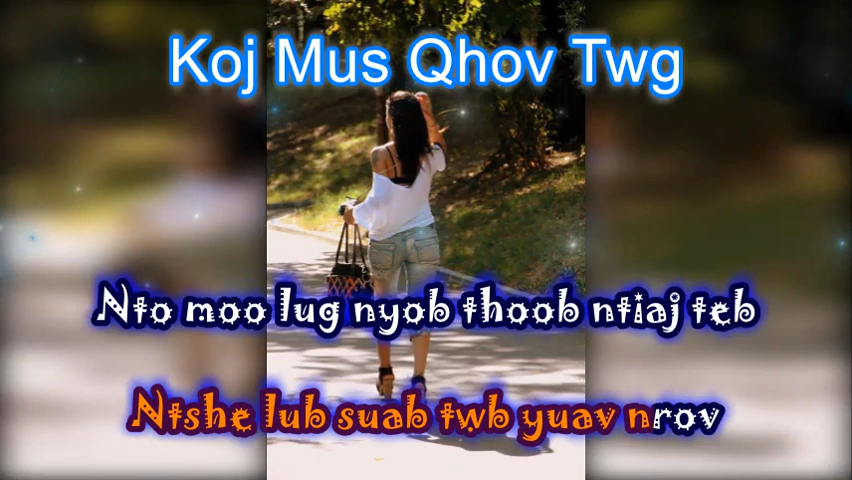 Koj Mus Qhov Twg
Nto moo lug nyob thoob ntiaj teb
Ntshe lub suab twb yuav nrov